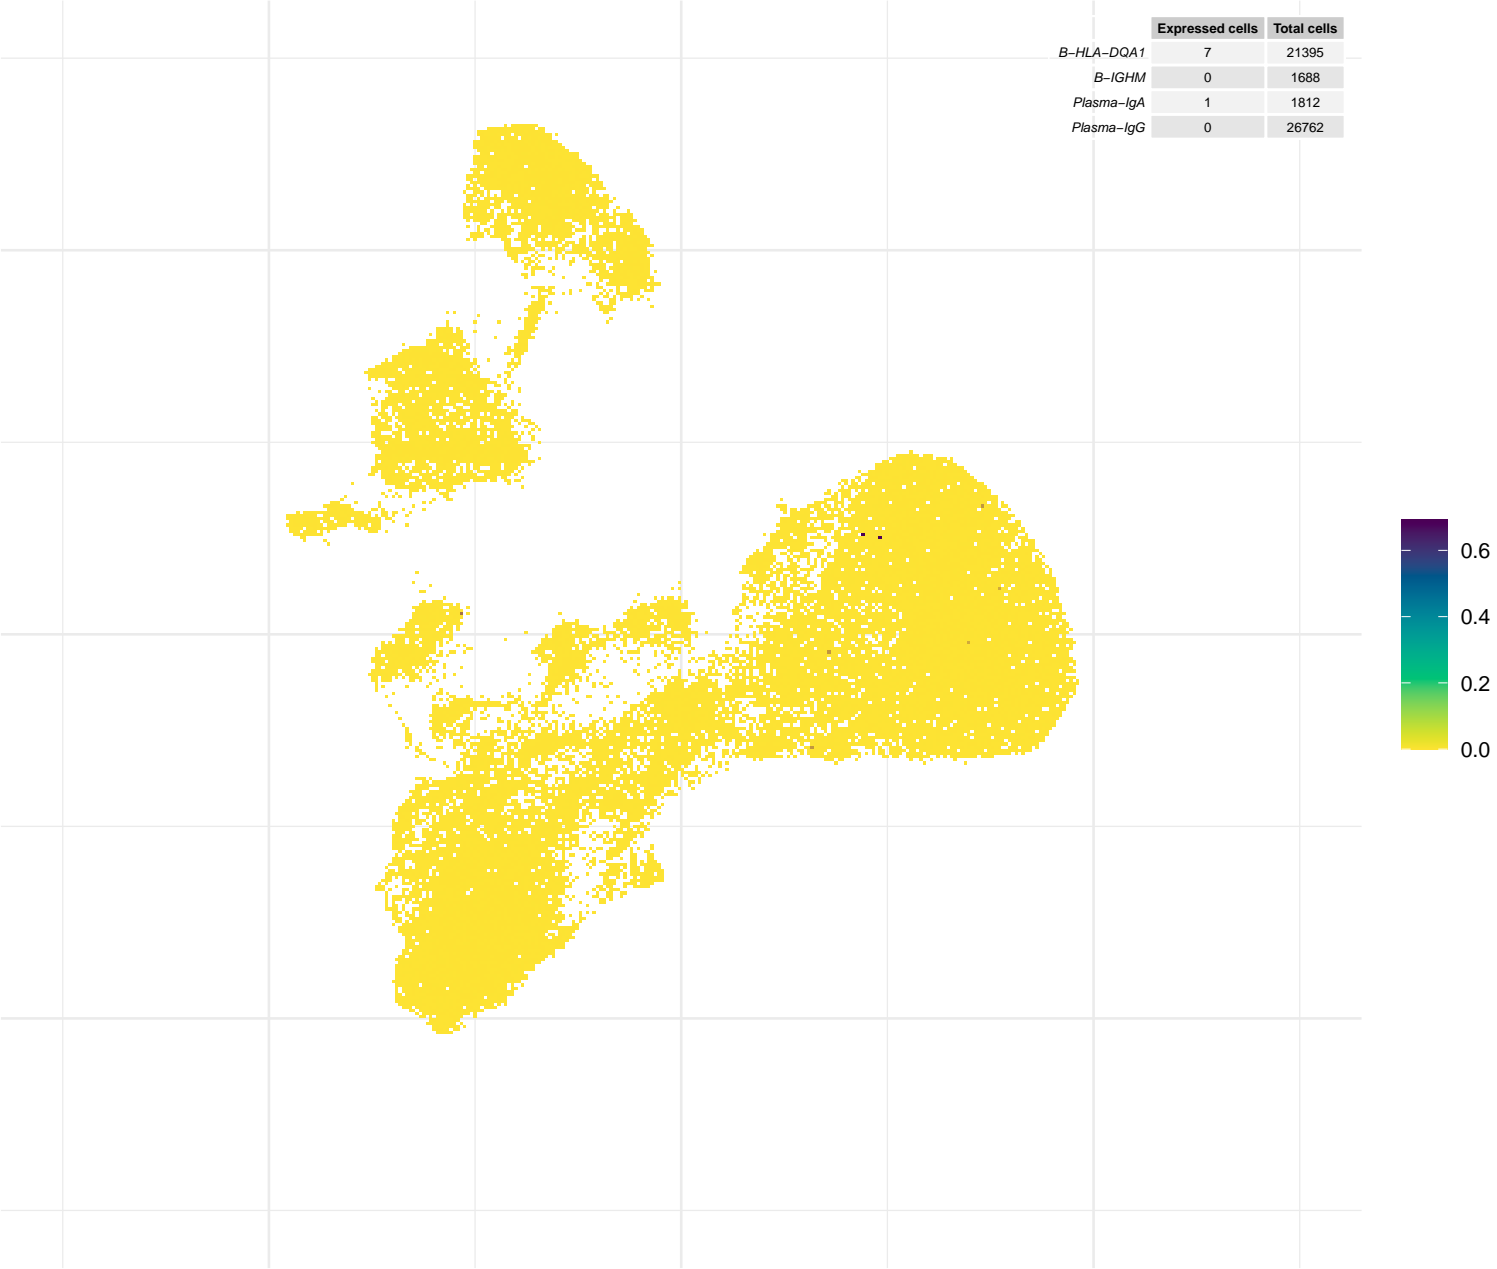 Expressed cells Total cells
B−HLA−DQA1 7 21395
B−IGHM 0 1688
Plasma−IgA 1 1812
Plasma−IgG 0 26762
0.6
0.4
0.2
0.0